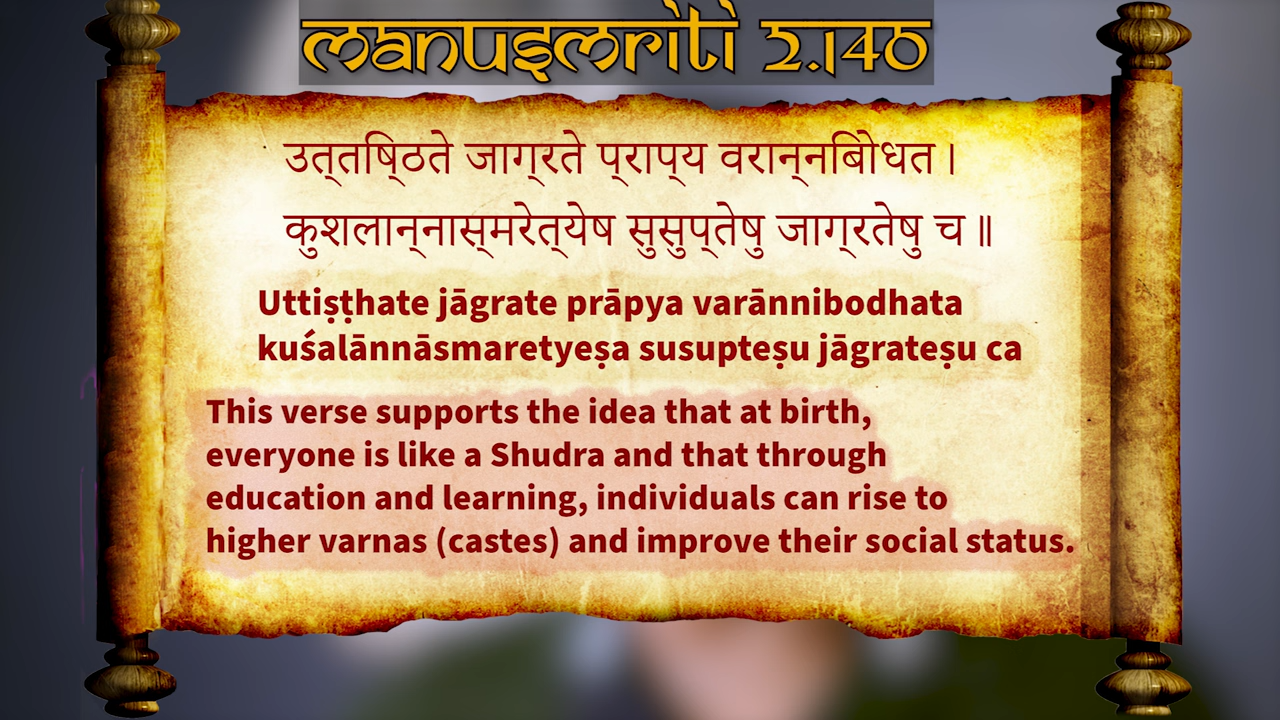 Manusmriti 2.140
उत्‌तषि्ठते जाग्‌रते प्‌राप्‌य वरान्‌नबिोधत।
कुशलान्‌नास्‌मरेत्‌येष सुसुप्‌तेषु जाग्‌रतेषु च॥
Uttiṣṭhate jāgrate prāpya varānnibodhata
kuśalānnāsmaretyeṣa susupteṣu jāgrateṣu ca
This verse supports the idea that at birth,
everyone is like a Shudra and that through
education and learning, individuals can rise to
higher varnas (castes) and improve their social status.